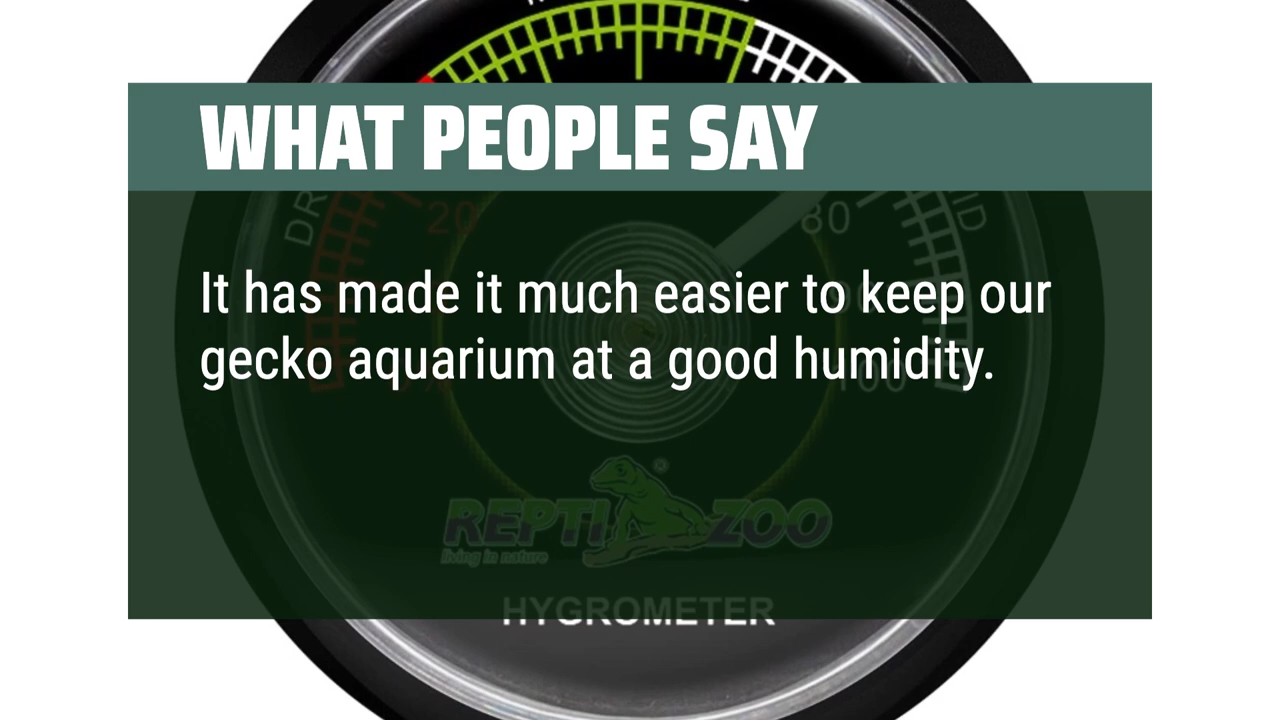 WHAT PEOPLE SAY
20
80
It has made it much easier to keep our
gecko aquarium at a good humidity.
100
REPTI ZOO
®
living in nature
HYGROMETER